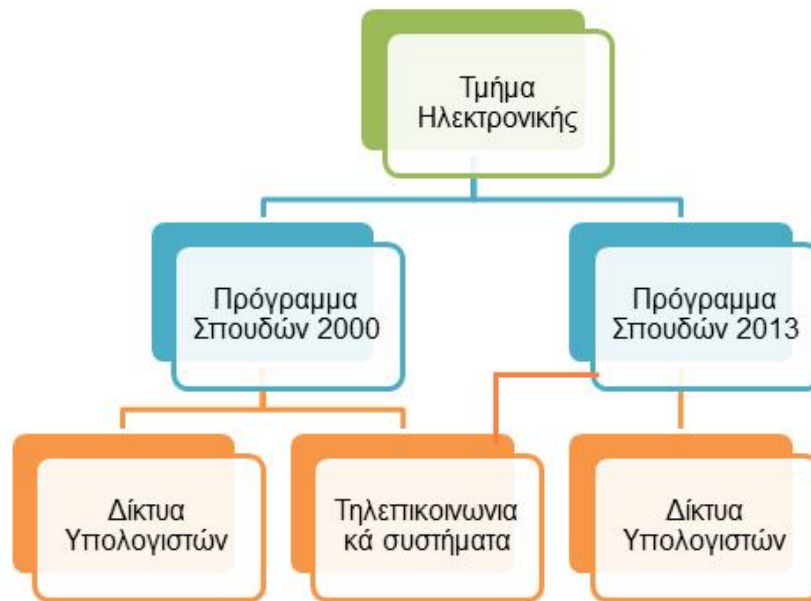 Τμήμα
Ηλεκτρονικής
Πρόγραμμα
Σπουδών 2000
Πρόγραμμα
Σπουδών 2013
Δίκτυα
Υπολογιστών
Τηλεπικοινωνια
κά συστήματα
Δίκτυα
Υπολογιστών